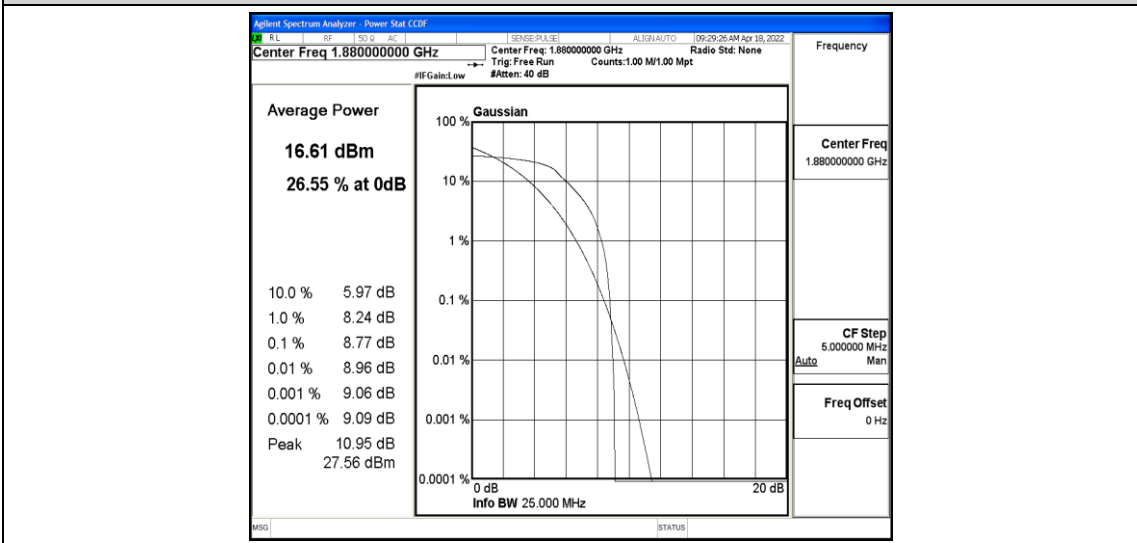 Agilent Spectrum Analyzer - Power Stat CCDF
LXI RL RF 50 Ω AC SENSE:PULSE ALIGN AUTO 09:29:26 AM Apr 18, 2022
Center Freq 1.880000000 GHz
Center Freq: 1.880000000 GHz Radio Std: None
Trig: Free Run Counts:1.00 M/1.00 Mpt
#IFGain:Low #Atten: 40 dB
Average Power
16.61 dBm
26.55 % at 0dB
10.0 % 5.97 dB
1.0 % 8.24 dB
0.1 % 8.77 dB
0.01 % 8.96 dB
0.001 % 9.06 dB
0.0001 % 9.09 dB
Peak 10.95 dB
27.56 dBm
Gaussian
100 %
10 %
1 %
0.1 %
0.01 %
0.001 %
0.0001 %
0 dB 20 dB
Info BW 25.000 MHz
Frequency
Center Freq
1.880000000 GHz
CF Step
5.000000 MHz
Auto Man
Freq Offset
0 Hz
MSG STATUS